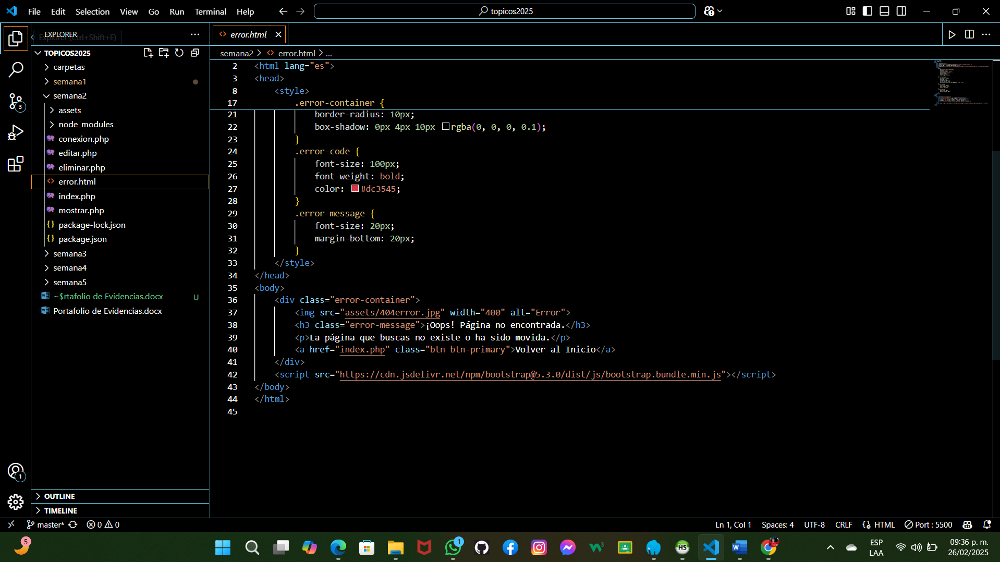 File Edit Selection View Go Run Terminal Help
topicos2025
EXPLORER
Explorer (Ctrl+Shift+E)
error.html
TOPICOS2025
semana2 > error.html > ...
carpetas
semana1
semana2
assets
node_modules
conexion.php
editar.php
eliminar.php
error.html
index.php
mostrar.php
package-lock.json
package.json
semana3
semana4
semana5
~$rtafolio de Evidencias.docx U
Portafolio de Evidencias.docx
OUTLINE
TIMELINE
2 <html lang="es">
3 <head>
8 <style>
17 .error-container {
21 border-radius: 10px;
22 box-shadow: 0px 4px 10px rgba(0, 0, 0, 0.1);
23 }
24 .error-code {
25 font-size: 100px;
26 font-weight: bold;
27 color: #dc3545;
28 }
29 .error-message {
30 font-size: 20px;
31 margin-bottom: 20px;
32 }
33 </style>
34 </head>
35 <body>
36 <div class="error-container">
37 <img src="assets/404error.jpg" width="400" alt="Error">
38 <h3 class="error-message">¡Oops! Página no encontrada.</h3>
39 <p>La página que buscas no existe o ha sido movida.</p>
40 <a href="index.php" class="btn btn-primary">Volver al Inicio</a>
41 </div>
42 <script src="https://cdn.jsdelivr.net/npm/bootstrap@5.3.0/dist/js/bootstrap.bundle.min.js"></script>
43 </body>
44 </html>
45
3
1
master* 0 0
Ln 1, Col 1 Spaces: 4 UTF-8 CRLF {} HTML Port : 5500
5
1
W3
HS
ESP
LAA
09:36 p. m.
26/02/2025